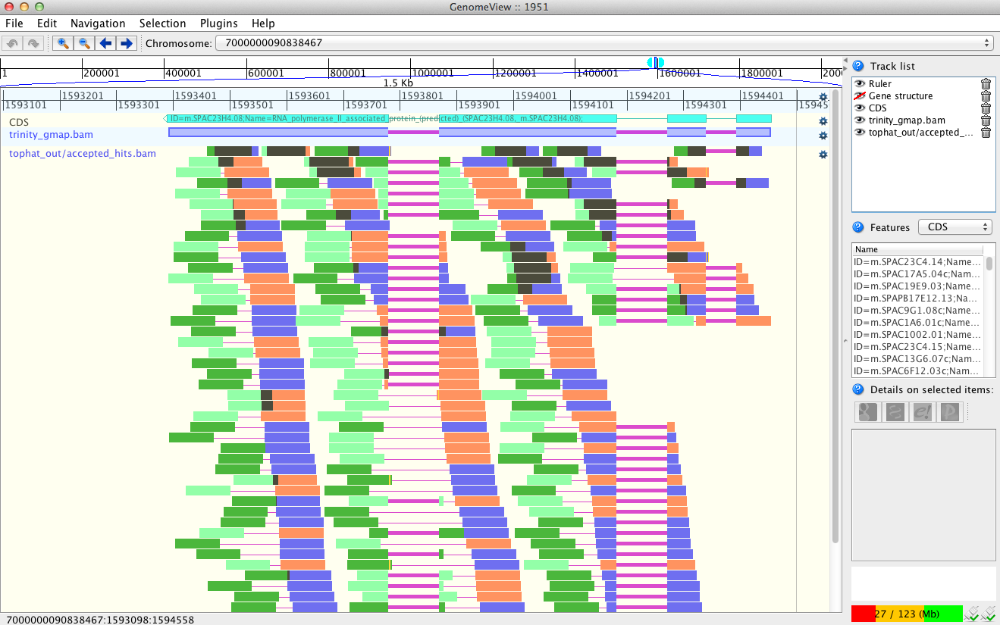 GenomeView :: 1951
File Edit Navigation Selection Plugins Help
Chromosome: 7000000090838467
1 200001 400001 600001 800001 1000001 1200001 1400001 1600001 1800001
1.5 Kb
1593201 1593401 1593601 1593801 1594001 1594201 1594401
1593101 1593301 1593501 1593701 1593901 1594101 1594301 15945
CDS
ID=m.SPAC23H4.08;Name=RNA_polymerase_II_associated_protein_(predicted)_(SPAC23H4.08,_m.SPAC23H4.08);
trinity_gmap.bam
tophat_out/accepted_hits.bam
Track list
Ruler
Gene structure
CDS
trinity_gmap.bam
tophat_out/accepted_...
Features CDS
Name
ID=m.SPAC23C4.14;Name...
ID=m.SPAC17A5.04c;Nam...
ID=m.SPAC19E9.03;Name...
ID=m.SPAPB17E12.13;Na...
ID=m.SPAC9G1.08c;Name...
ID=m.SPAC1A6.01c;Name...
ID=m.SPAC1002.01;Name...
ID=m.SPAC23C4.15;Name...
ID=m.SPAC13G6.07c;Nam...
ID=m.SPAC6F12.03c;Nam...
Details on selected items:
27 / 123 (Mb)
7000000090838467:1593098:1594558